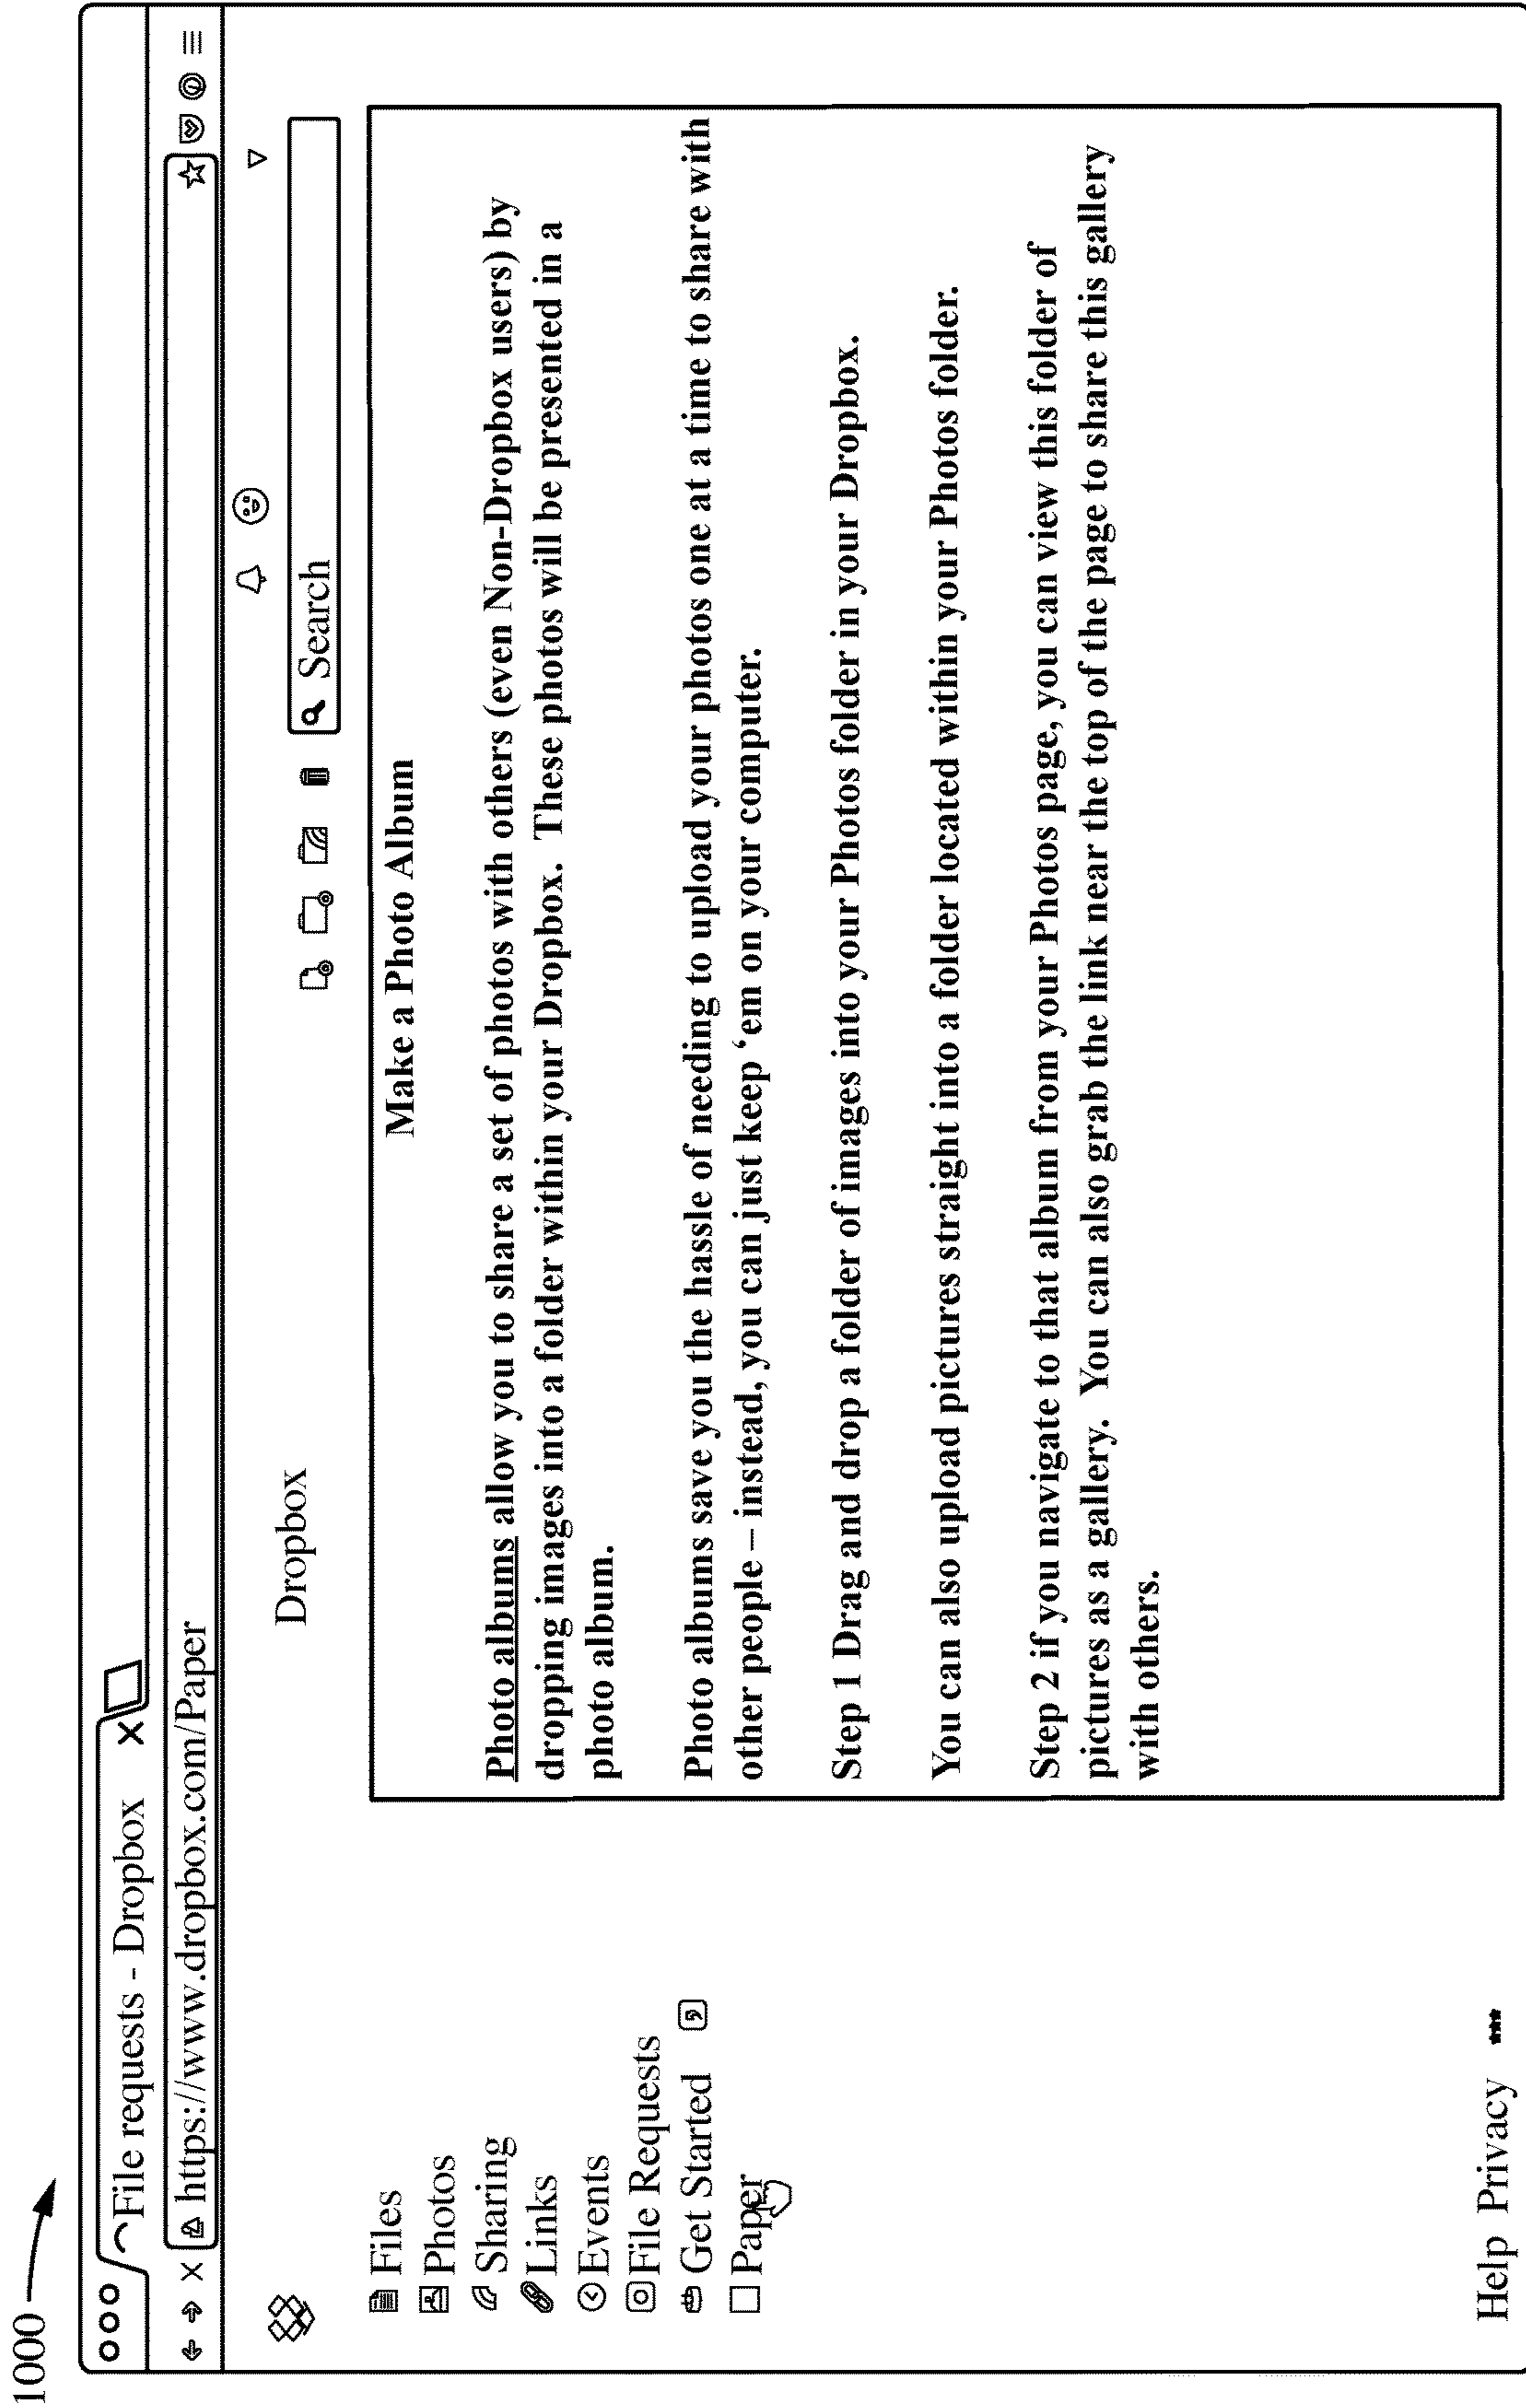 1000
File requests - Dropbox X
X https://www.dropbox.com/Paper
Dropbox
Search
Files
Photos
Sharing
Links
Events
File Requests
Get Started
Paper
Make a Photo Album
Photo albums allow you to share a set of photos with others (even Non-Dropbox users) by
dropping images into a folder within your Dropbox. These photos will be presented in a
photo album.
Photo albums save you the hassle of needing to upload your photos one at a time to share with
other people – instead, you can just keep ‘em on your computer.
Step 1 Drag and drop a folder of images into your Photos folder in your Dropbox.
You can also upload pictures straight into a folder located within your Photos folder.
Step 2 if you navigate to that album from your Photos page, you can view this folder of
pictures as a gallery. You can also grab the link near the top of the page to share this gallery
with others.
Help Privacy